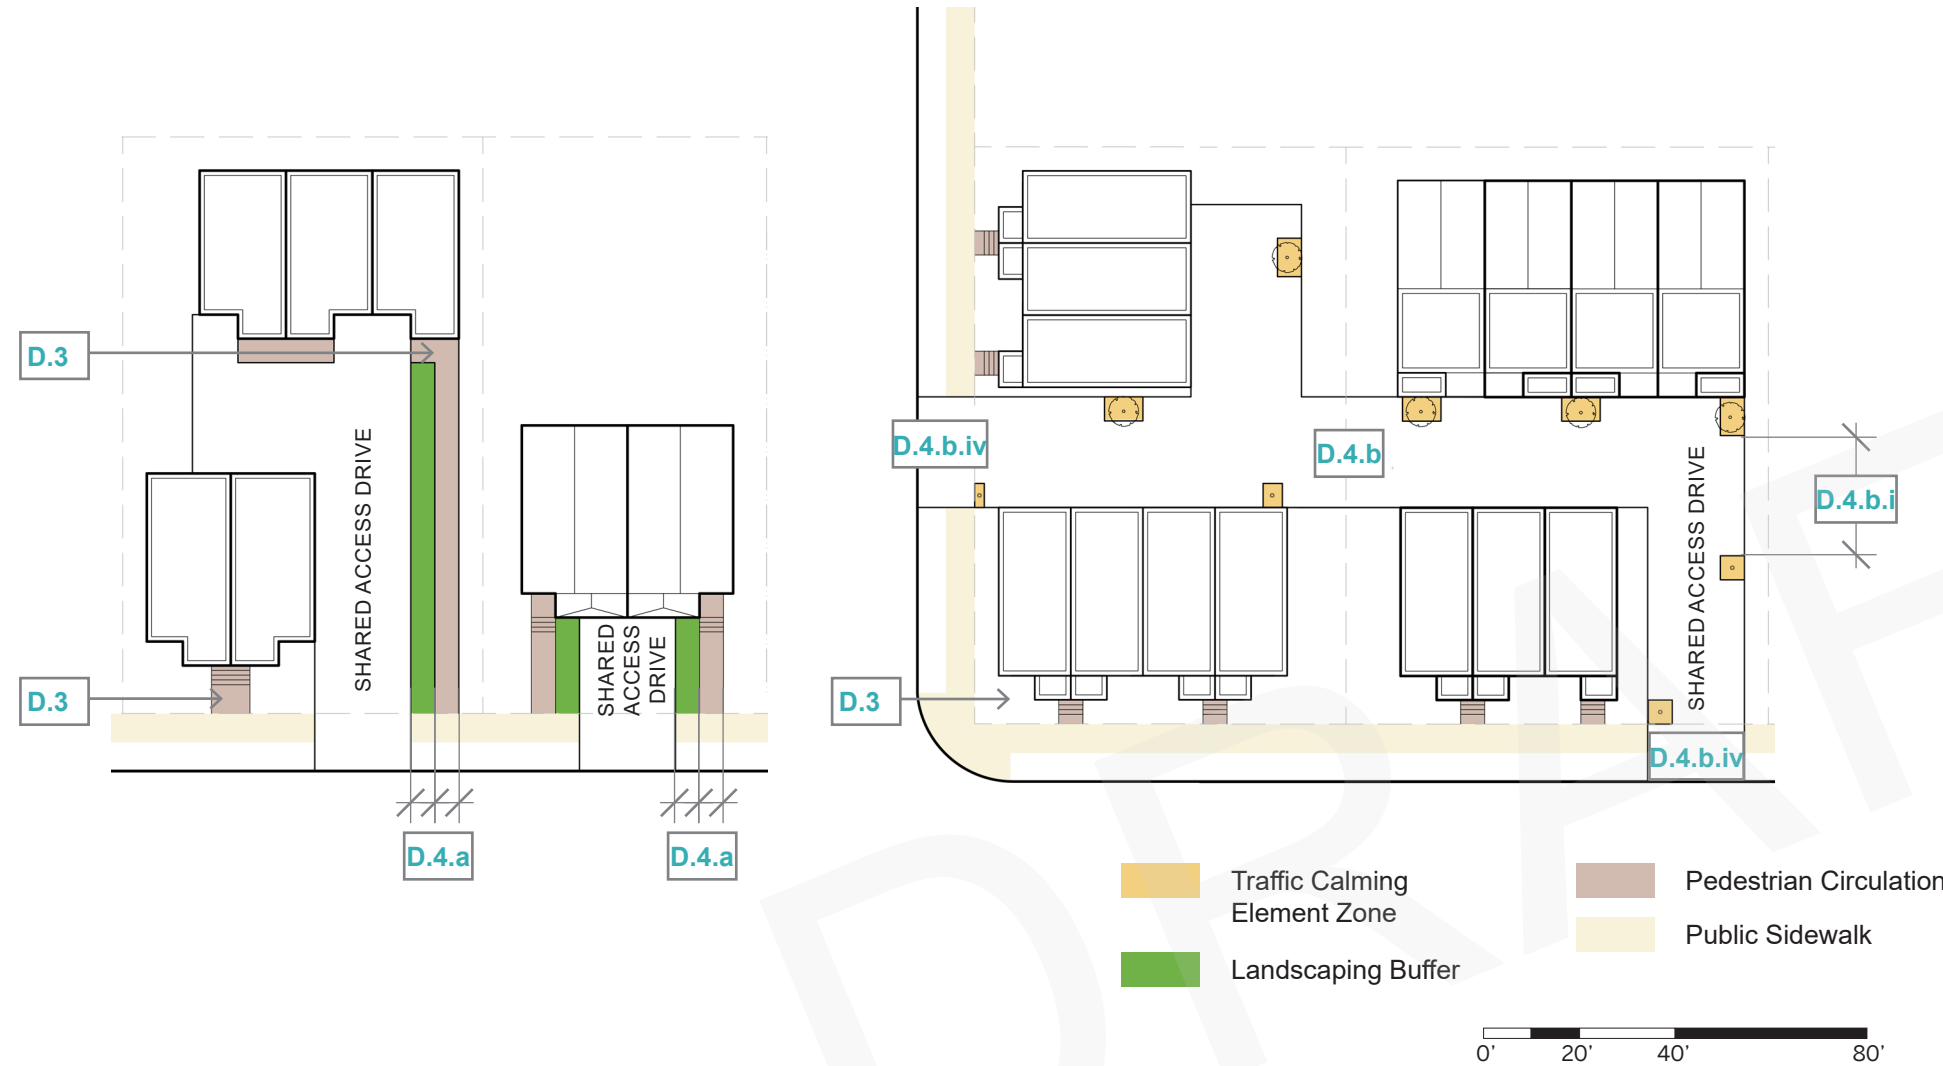 D.3
SHARED ACCESS DRIVE
D.3
SHARED
ACCESS
DRIVE
D.4.a
D.4.a
D.4.b.iv
D.4.b
D.4.b.i
SHARED ACCESS DRIVE
D.3
D.4.b.iv
Traffic Calming
Element Zone
Landscaping Buffer
Pedestrian Circulation
Public Sidewalk
0' 20' 40' 80'
DRAF